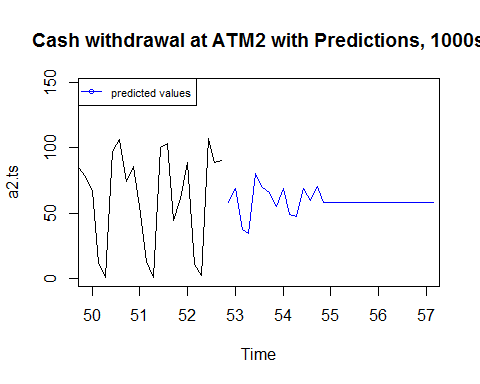 Cash withdrawal at ATM2 with Predictions, 1000s
predicted values
a2.ts
0 50 100 150
50 51 52 53 54 55 56 57
Time